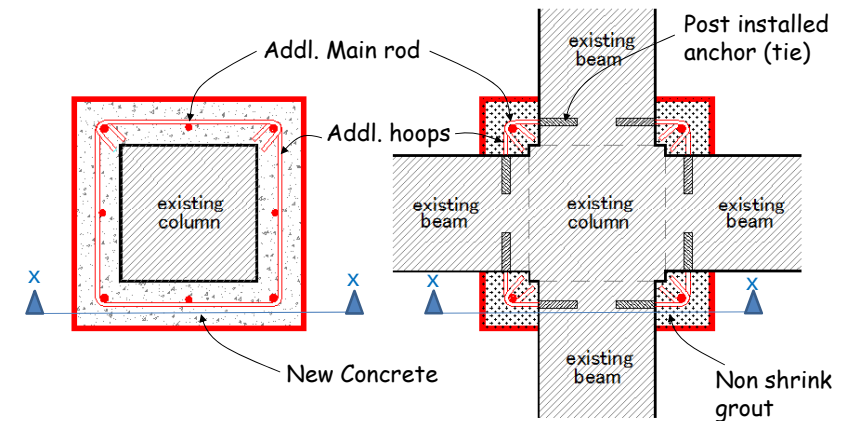 Addl. Main rod
Addl. hoops
existing
column
X
X
New Concrete
existing
beam
Post installed
anchor (tie)
existing
beam
existing
column
existing
beam
X
X
existing
beam
Non shrink
grout